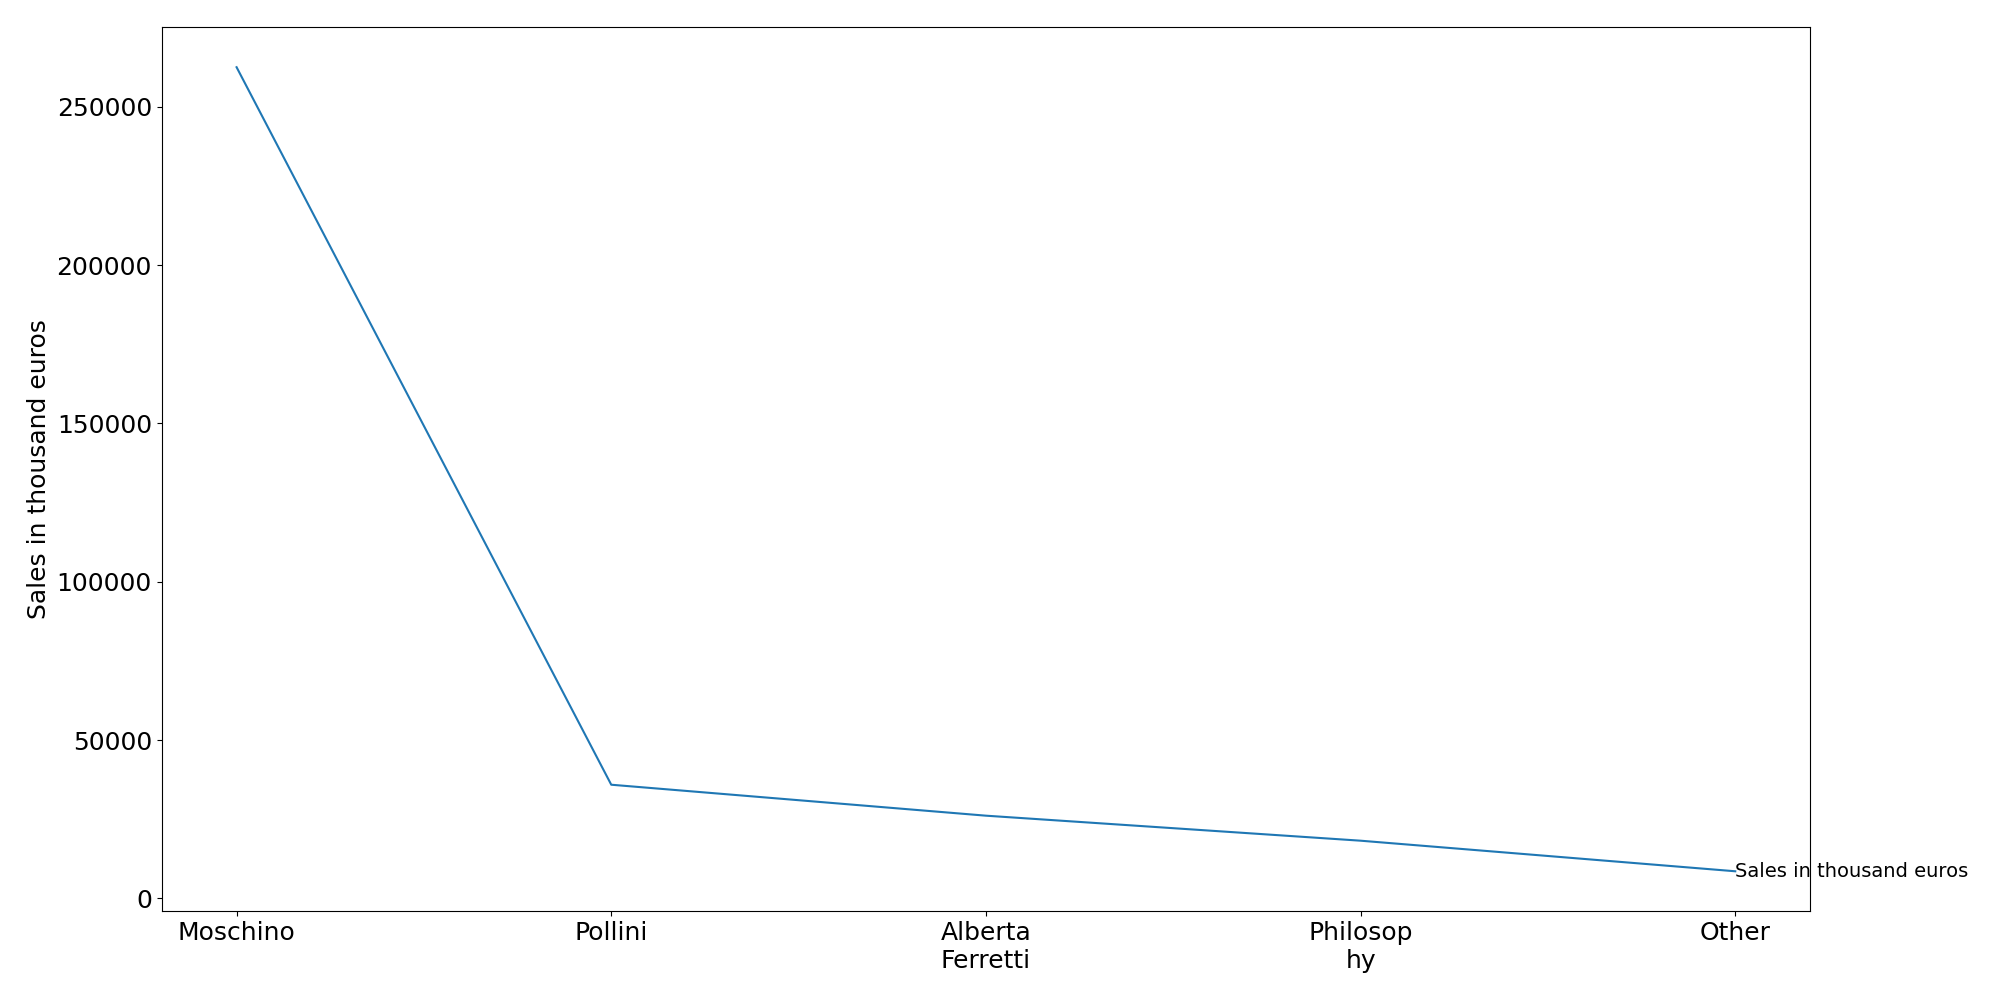 Sales in thousand euros
250000
200000
150000
100000
50000
0
Sales in thousand euros
Moschino
Pollini
Alberta
Ferretti
Philosop
hy
Other